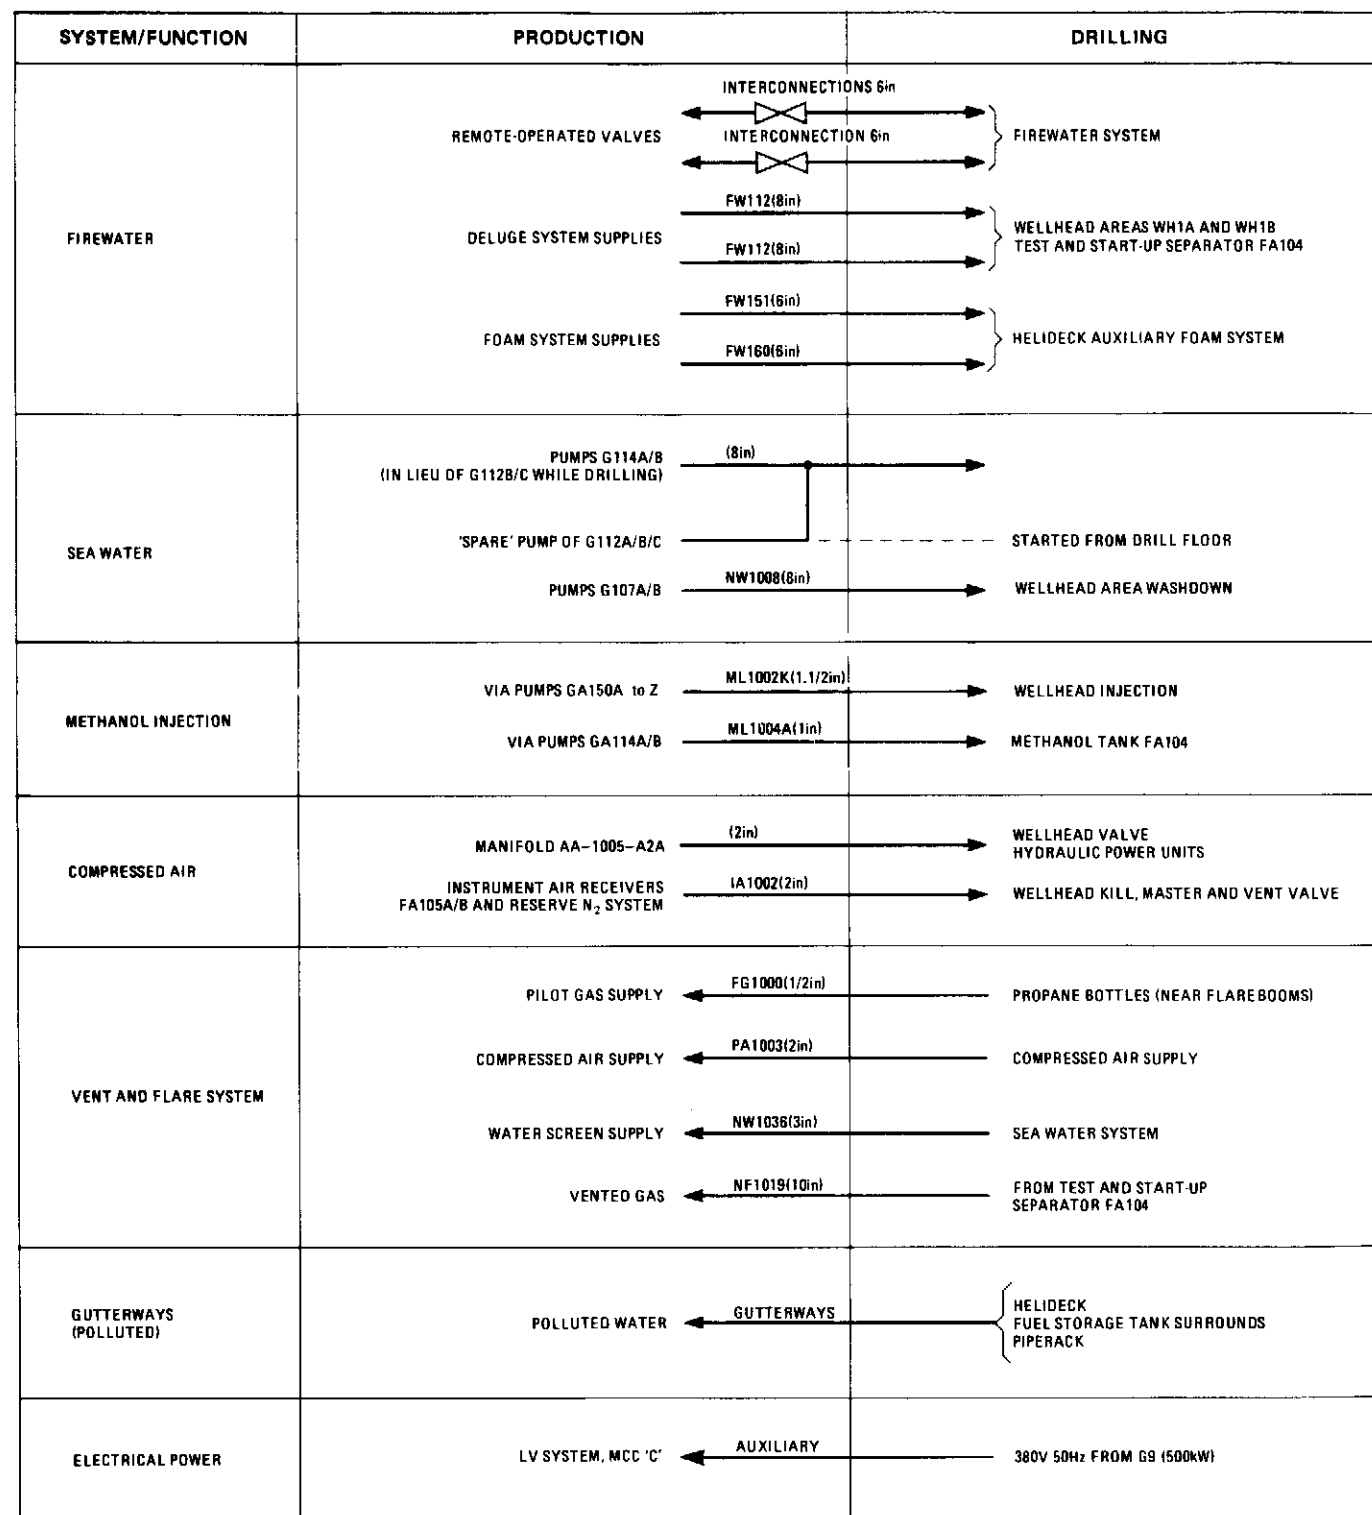 SYSTEM/FUNCTION
PRODUCTION
DRILLING
FIREWATER
REMOTE-OPERATED VALVES
INTERCONNECTIONS 6in
INTERCONNECTION 6in
FIREWATER SYSTEM
DELUGE SYSTEM SUPPLIES
FW112(8in)
FW112(8in)
WELLHEAD AREAS WH1A AND WH1B
TEST AND START-UP SEPARATOR FA104
FOAM SYSTEM SUPPLIES
FW151(6in)
FW160(6in)
HELIDECK AUXILIARY FOAM SYSTEM
SEA WATER
PUMPS G114A/B
(IN LIEU OF G112B/C WHILE DRILLING)
(8in)
'SPARE' PUMP OF G112A/B/C
STARTED FROM DRILL FLOOR
PUMPS G107A/B
NW1008(8in)
WELLHEAD AREA WASHDOWN
METHANOL INJECTION
VIA PUMPS GA150A to Z
ML1002K(1.1/2in)
WELLHEAD INJECTION
VIA PUMPS GA114A/B
ML1004A(1in)
METHANOL TANK FA104
COMPRESSED AIR
MANIFOLD AA-1005-A2A
(2in)
WELLHEAD VALVE
HYDRAULIC POWER UNITS
INSTRUMENT AIR RECEIVERS
FA105A/B AND RESERVE N₂ SYSTEM
IA1002(2in)
WELLHEAD KILL, MASTER AND VENT VALVE
VENT AND FLARE SYSTEM
PILOT GAS SUPPLY
FG1000(1/2in)
PROPANE BOTTLES (NEAR FLAREBOOMS)
COMPRESSED AIR SUPPLY
PA1003(2in)
COMPRESSED AIR SUPPLY
WATER SCREEN SUPPLY
NW1036(3in)
SEA WATER SYSTEM
VENTED GAS
NF1019(10in)
FROM TEST AND START-UP
SEPARATOR FA104
GUTTERWAYS
(POLLUTED)
POLLUTED WATER
GUTTERWAYS
HELIDECK
FUEL STORAGE TANK SURROUNDS
PIPERACK
ELECTRICAL POWER
LV SYSTEM, MCC 'C'
AUXILIARY
380V 50Hz FROM G9 (500kW)